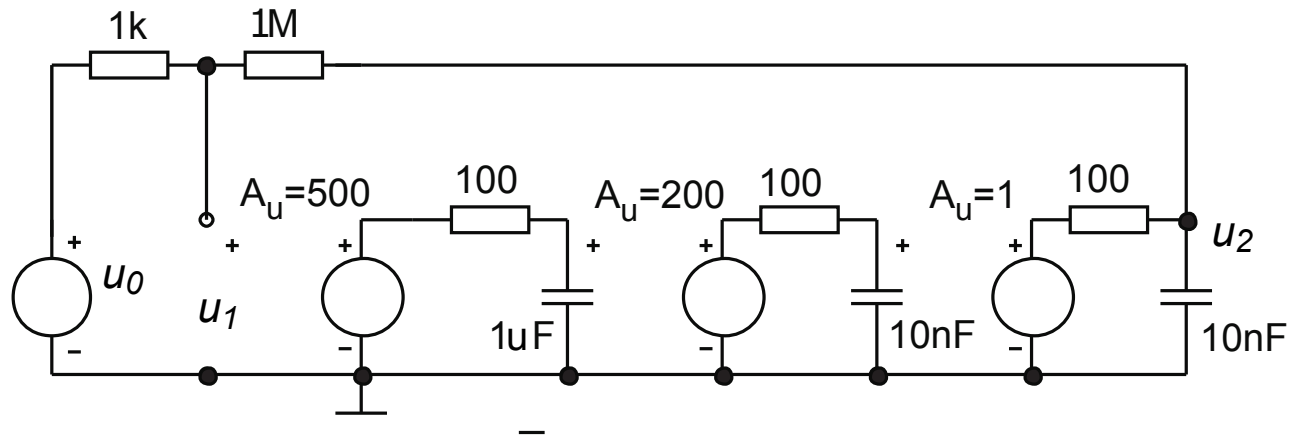 1k 1M
A_u=500 100 A_u=200 100 A_u=1 100
+ + + + + + u_2
u_0
u_1
1uF 10nF 10nF
- - - -
-